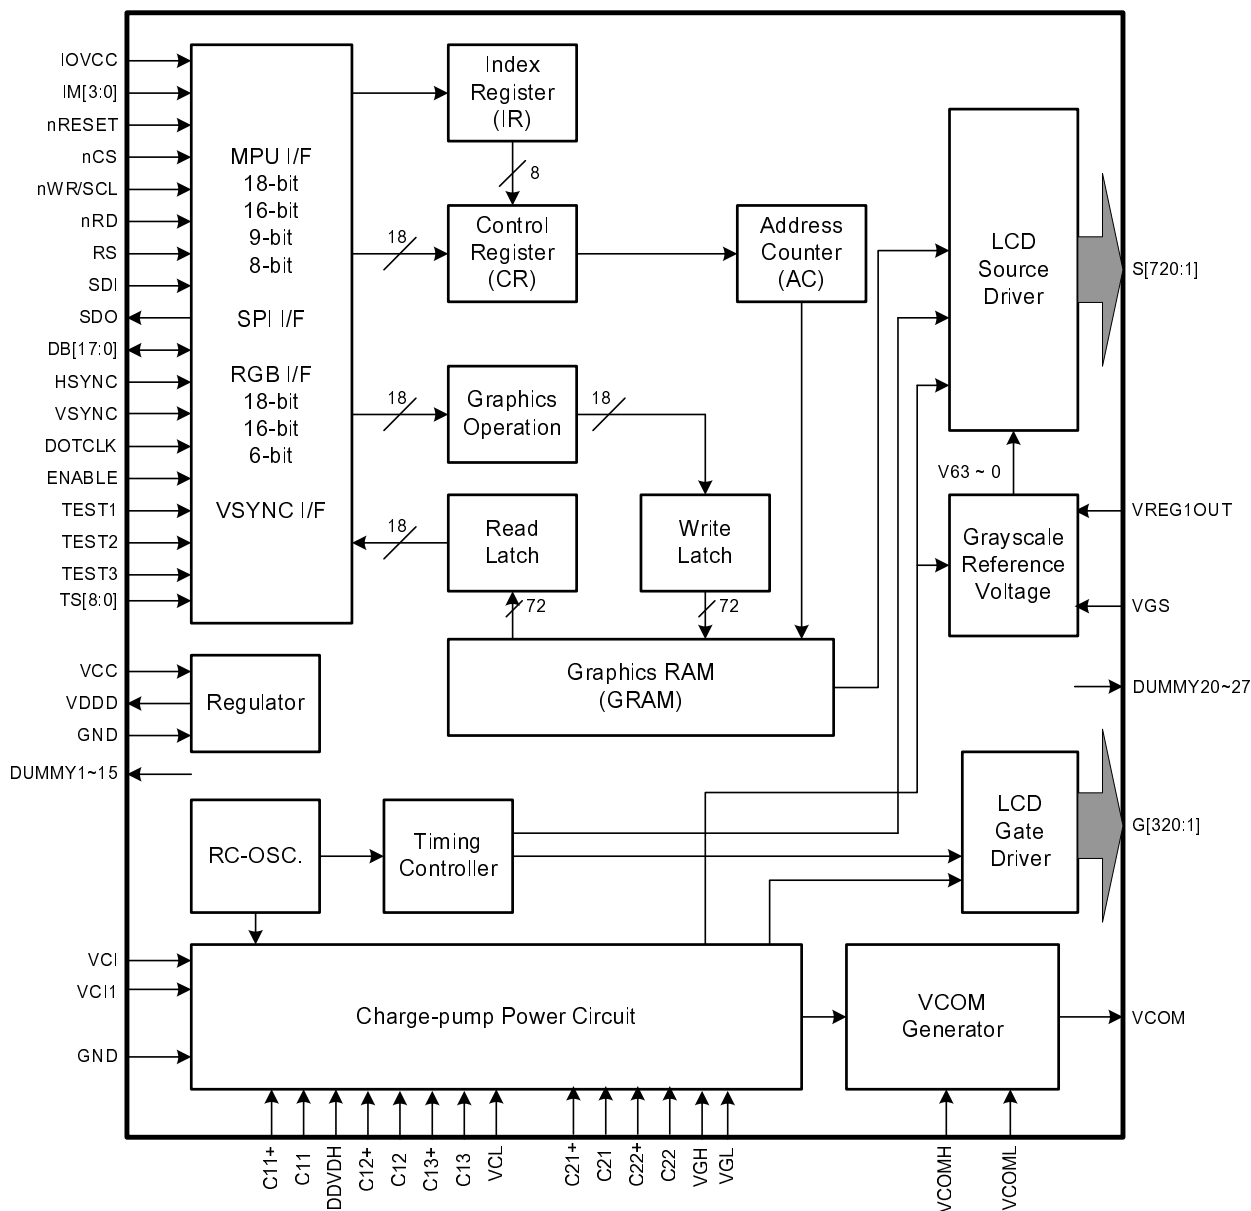 IOVCC
IM[3:0]
nRESET
nCS
nWR/SCL
nRD
RS
SDI
SDO
DB[17:0]
HSYNC
VSYNC
DOTCLK
ENABLE
TEST1
TEST2
TEST3
TS[8:0]
MPU I/F
18-bit
16-bit
9-bit
8-bit
SPI I/F
RGB I/F
18-bit
16-bit
6-bit
VSYNC I/F
Index
Register
(IR)
8
18
Control
Register
(CR)
Address
Counter
(AC)
18
Graphics
Operation
18
18
Read
Latch
Write
Latch
72
72
Graphics RAM
(GRAM)
LCD
Source
Driver
S[720:1]
V63 ~ 0
Grayscale
Reference
Voltage
VREG1OUT
VGS
DUMMY20~27
VCC
VDDD
GND
Regulator
DUMMY1~15
RC-OSC.
Timing
Controller
LCD
Gate
Driver
G[320:1]
VCI
VCI1
GND
Charge-pump Power Circuit
VCOM
Generator
VCOM
C11+
C11
DDVDH
C12+
C12
C13+
C13
VCL
C21+
C21
C22+
C22
VGH
VGL
VCOMH
VCOML